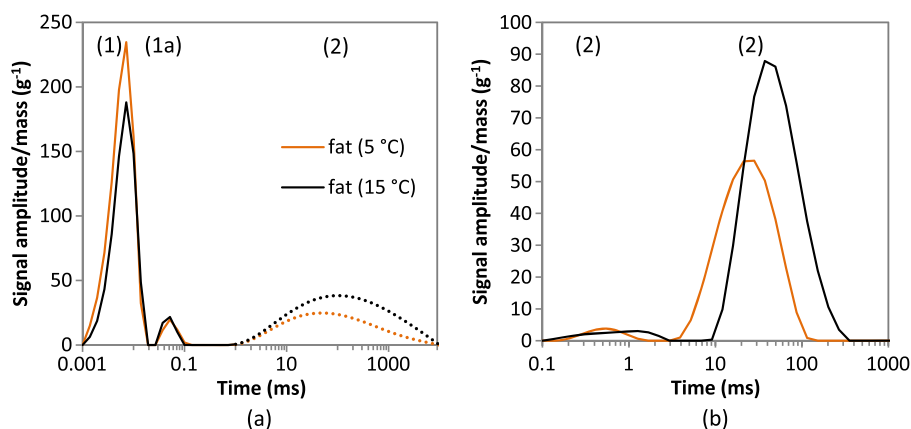 (1) (1a) (2)
Signal amplitude/mass (g⁻¹)
250
200
150
100
50
0
fat (5 °C)
fat (15 °C)
0.001 0.1 10 1000
Time (ms)
(a)
(2) (2)
Signal amplitude/mass (g⁻¹)
100
90
80
70
60
50
40
30
20
10
0
0.1 1 10 100 1000
Time (ms)
(b)